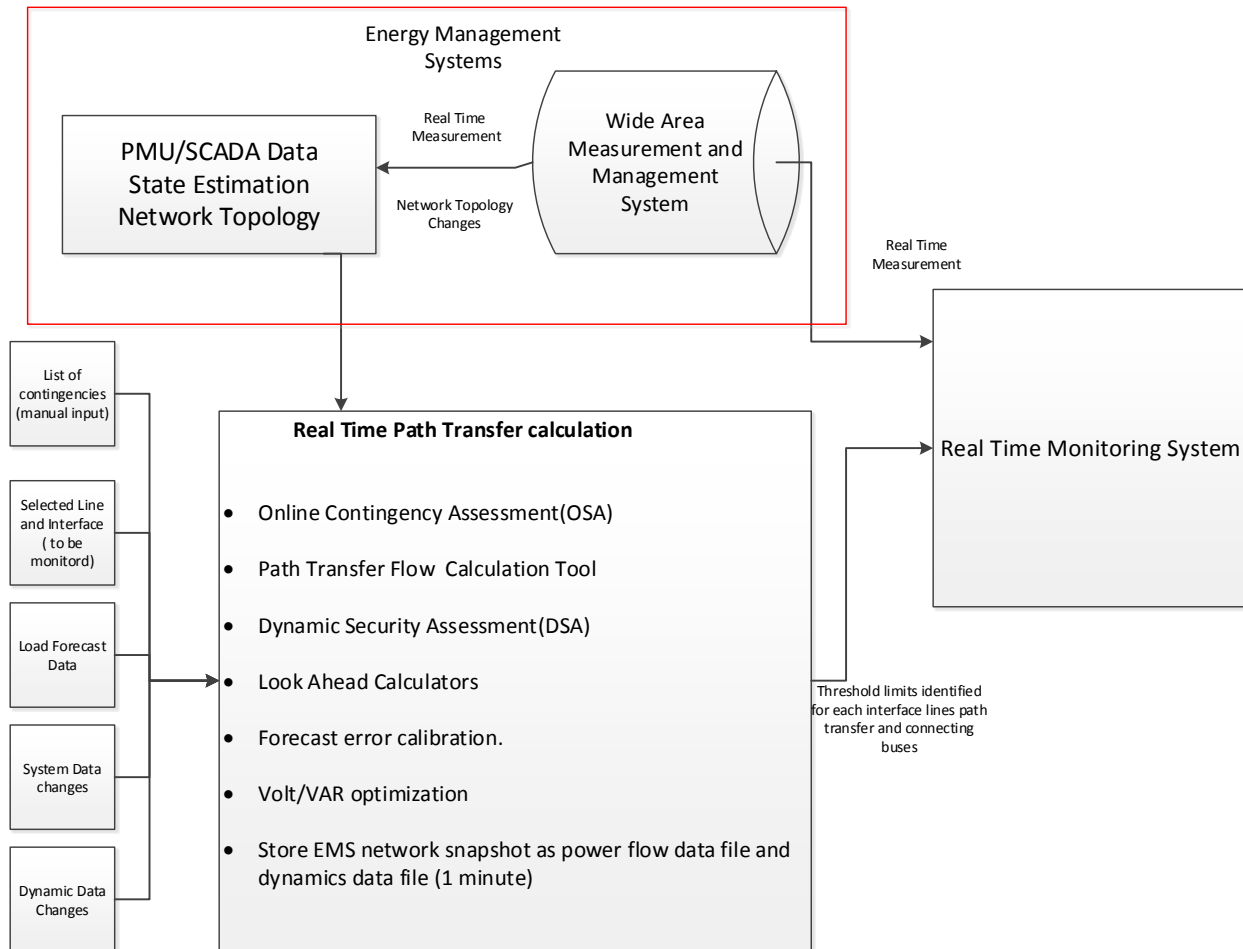 Energy Management
Systems
Real Time
Measurement
Wide Area
Measurement and
Management
System
PMU/SCADA Data
State Estimation
Network Topology
Network Topology
Changes
Real Time
Measurement
List of
contingencies
(manual input)
Real Time Path Transfer calculation
Real Time Monitoring System
Selected Line
and Interface
( to be
monitord)
• Online Contingency Assessment(OSA)
• Path Transfer Flow Calculation Tool
• Dynamic Security Assessment(DSA)
Load Forecast
Data
• Look Ahead Calculators
Threshold limits identified
for each interface lines path
transfer and connecting
buses
• Forecast error calibration.
System Data
changes
• Volt/VAR optimization
• Store EMS network snapshot as power flow data file and
dynamics data file (1 minute)
Dynamic Data
Changes